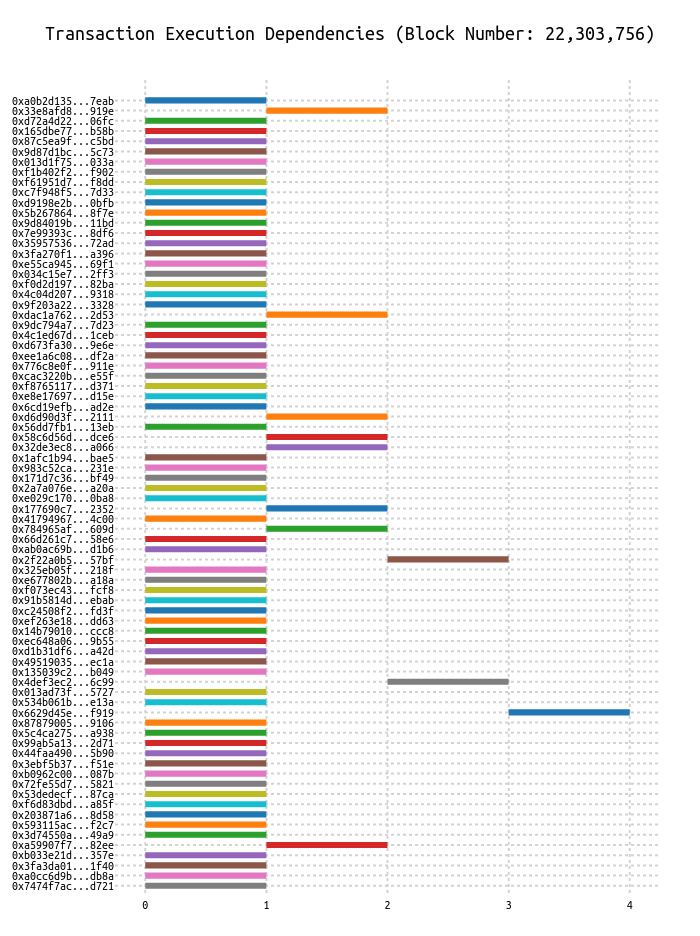 Transaction Execution Dependencies (Block Number: 22,303,756)
0xa0b2d135...7eab
0x33e8afd8...919e
0xd72a4d22...06fc
0x165dbe77...b58b
0x87c5ea9f...c5bd
0x9d87d1bc...5c73
0x013d1f75...033a
0xf1b402f2...f902
0xf61951d7...f8dd
0xc7f948f5...7d33
0xd9198e2b...0bfb
0x5b267864...8f7e
0x9d84019b...11bd
0x7e99393c...8df6
0x35957536...72ad
0x3fa270f1...a396
0xe55ca945...69f1
0x034c15e7...2ff3
0xf0d2d197...82ba
0x4c04d207...9318
0x9f203a22...3328
0xdac1a762...2d53
0x9dc794a7...7d23
0x4c1ed67d...1ceb
0xd673fa30...9e6e
0xee1a6c08...df2a
0x776c8e0f...911e
0xcac3220b...e55f
0xf8765117...d371
0xe8e17697...d15e
0x6cd19efb...ad2e
0xd6d90d3f...2111
0x56dd7fb1...13eb
0x58c6d56d...dce6
0x32de3ec8...a066
0x1afc1b94...bae5
0x983c52ca...231e
0x171d7c36...bf49
0x2a7a076e...a20a
0xe029c170...0ba8
0x177690c7...2352
0x41794967...4c00
0x784965af...609d
0x66d261c7...58e6
0xab0ac69b...d1b6
0x2f22a0b5...57bf
0x325eb05f...218f
0xe677802b...a18a
0xf073ec43...fcf8
0x91b5814d...ebab
0xc24508f2...fd3f
0xef263e18...dd63
0x14b79010...ccc8
0xec648a06...9b55
0xd1b31df6...a42d
0x49519035...ec1a
0x135039c2...b049
0x4def3ec2...6c99
0x013ad73f...5727
0x534b061b...e13a
0x6629d45e...f919
0x87879005...9106
0x5c4ca275...a938
0x99ab5a13...2d71
0x44faa490...5b90
0x3ebf5b37...f51e
0xb0962c00...087b
0x72fe55d7...5821
0x53dedecf...87ca
0xf6d83dbd...a85f
0x203871a6...8d58
0x593115ac...f2c7
0x3d74550a...49a9
0xa59907f7...82ee
0xb033e21d...357e
0x3fa3da01...1f40
0xa0cc6d9b...db8a
0x7474f7ac...d721
0 1 2 3 4